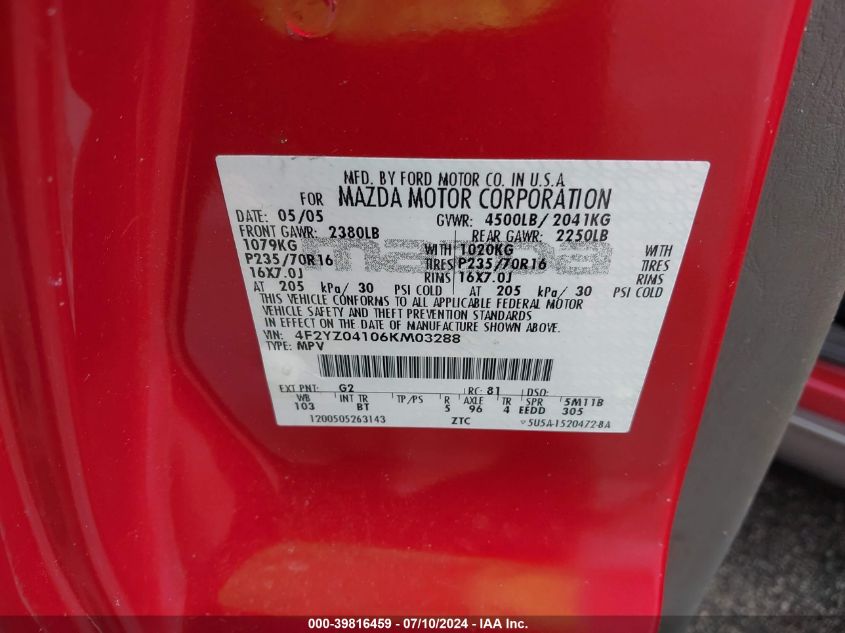 MFD. BY FORD MOTOR CO. IN U.S.A
FOR MAZDA MOTOR CORPORATION
DATE: 05/05 GVWR: 4500LB/ 2041KG
FRONT GAWR: 2380LB REAR GAWR: 2250LB
1079KG WITH 1020KG WITH
P235/70R16 TIRES P235/70R16 TIRES
16X7.0J RIMS 16X7.0J RIMS
AT 205 kPa/ 30 PSI COLD AT 205 kPa/ 30 PSI COLD
mazda
THIS VEHICLE CONFORMS TO ALL APPLICABLE FEDERAL MOTOR
VEHICLE SAFETY AND THEFT PREVENTION STANDARDS
IN EFFECT ON THE DATE OF MANUFACTURE SHOWN ABOVE.
VIN: 4F2YZ04106KM03288
TYPE: MPV
EXT PNT: G2 RC: 81 DSO:
WB INT TR TP/PS R AXLE TR SPR 5M11B
103 BT 5 96 4 EEDD 305
1200505263143 ZTC 5U5A-1520472-BA
000-39816459 - 07/10/2024 - IAA Inc.